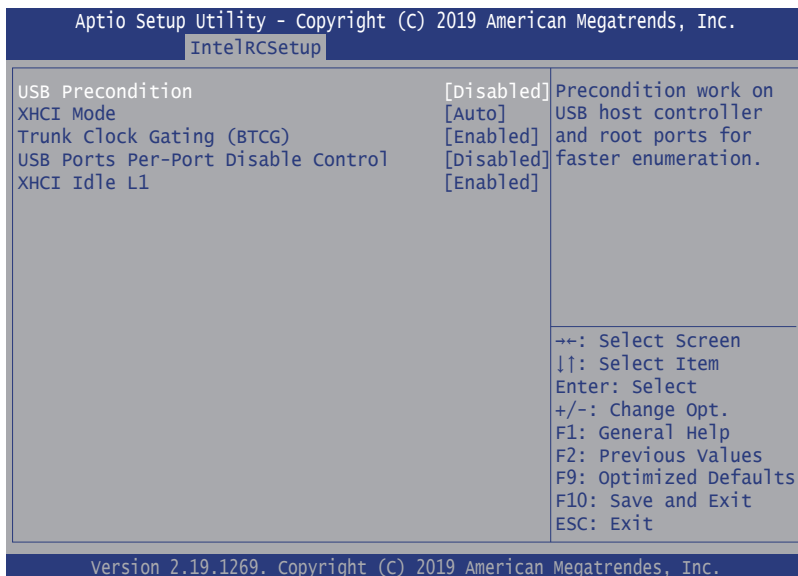 Aptio Setup Utility - Copyright (C) 2019 American Megatrends, Inc.
IntelRCSetup
USB Precondition [Disabled]
XHCI Mode [Auto]
Trunk Clock Gating (BTCG) [Enabled]
USB Ports Per-Port Disable Control [Disabled]
XHCI Idle L1 [Enabled]
Precondition work on
USB host controller
and root ports for
faster enumeration.
→←: Select Screen
↓↑: Select Item
Enter: Select
+/-: Change Opt.
F1: General Help
F2: Previous Values
F9: Optimized Defaults
F10: Save and Exit
ESC: Exit
Version 2.19.1269. Copyright (C) 2019 American Megatrendes, Inc.